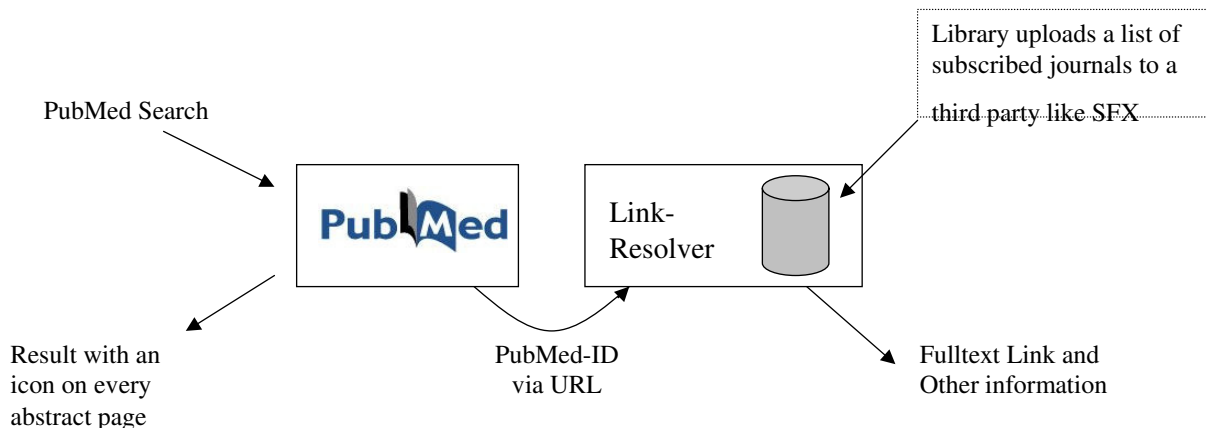 Library uploads a list of
subscribed journals to a
third party like SFX
PubMed Search
PubMed
Link-
Resolver
Result with an
icon on every
abstract page
PubMed-ID
via URL
Fulltext Link and
Other information